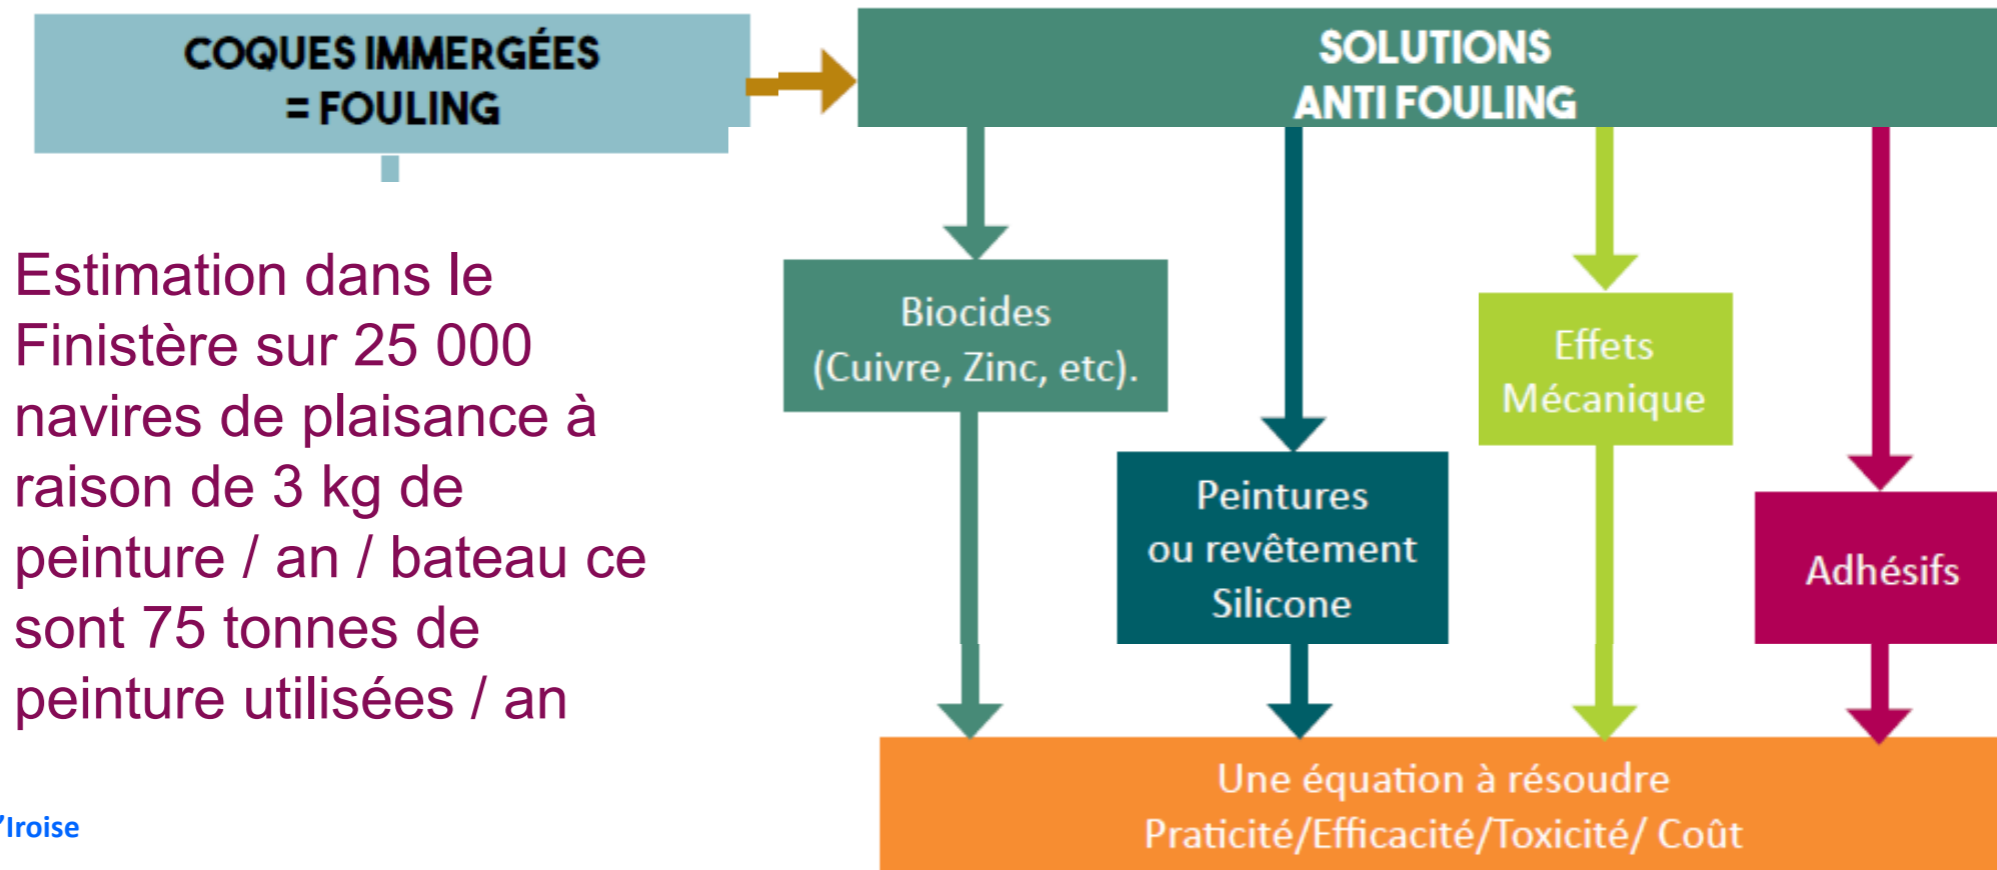 COQUES IMMERGÉES
= FOULING
SOLUTIONS
ANTI FOULING
Estimation dans le
Finistère sur 25 000
navires de plaisance à
raison de 3 kg de
peinture / an / bateau ce
sont 75 tonnes de
peinture utilisées / an
Biocides
(Cuivre, Zinc, etc).
Peintures
ou revêtement
Silicone
Effets
Mécanique
Adhésifs
Une équation à résoudre
Praticité/Efficacité/Toxicité/ Coût
’Iroise